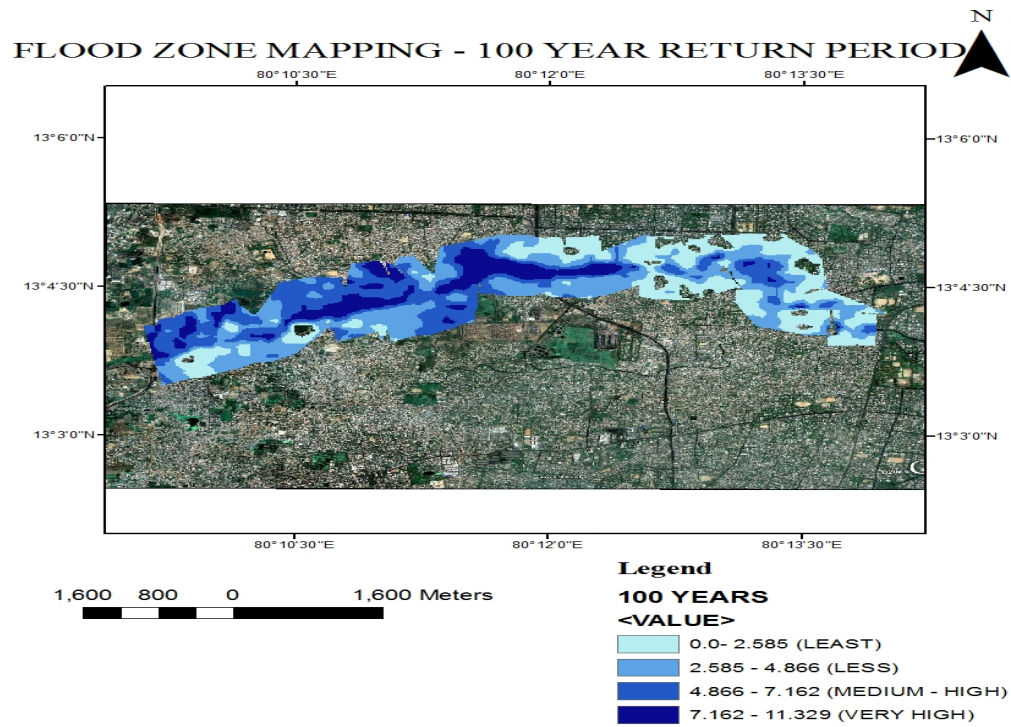 N
FLOOD ZONE MAPPING - 100 YEAR RETURN PERIOD
80°10'30"E 80°12'0"E 80°13'30"E
13°6'0"N 13°6'0"N
13°4'30"N 13°4'30"N
13°3'0"N 13°3'0"N
80°10'30"E 80°12'0"E 80°13'30"E
Legend
1,600 800 0 1,600 Meters
100 YEARS
<VALUE>
0.0- 2.585 (LEAST)
2.585 - 4.866 (LESS)
4.866 - 7.162 (MEDIUM - HIGH)
7.162 - 11.329 (VERY HIGH)